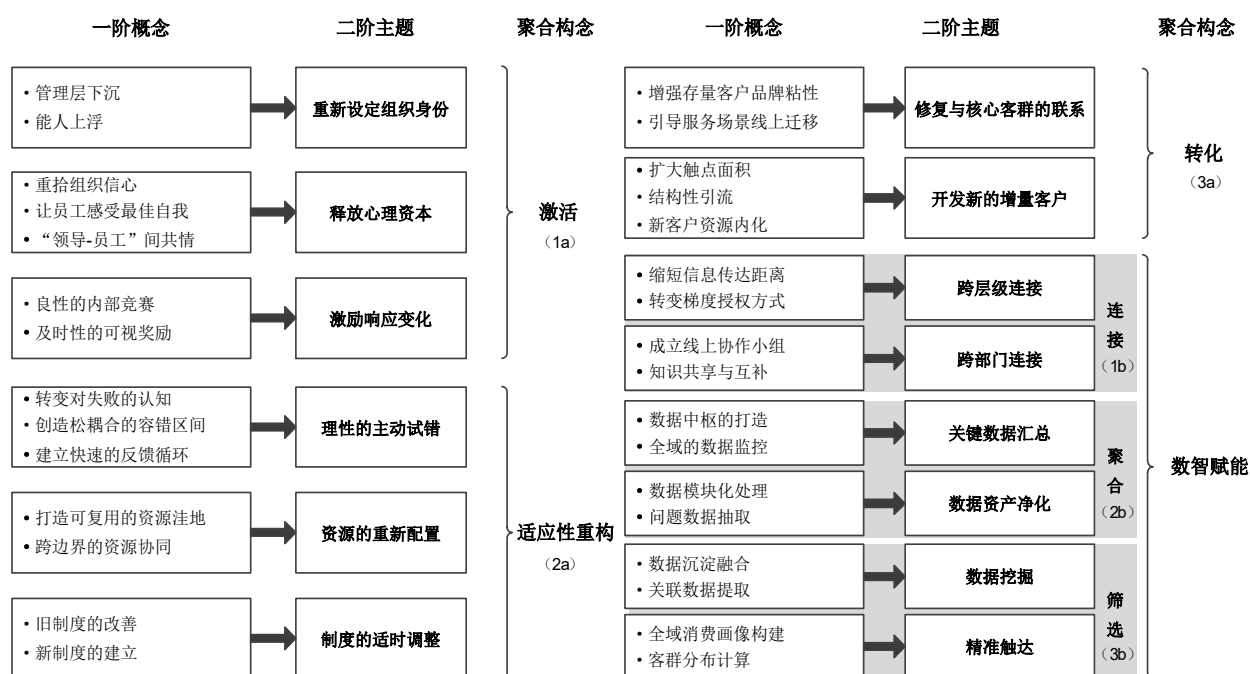 一阶概念
二阶主题
聚合构念
• 管理层下沉
• 能人上浮
重新设定组织身份
• 重拾组织信心
• 让员工感受最佳自我
• “领导-员工”间共情
释放心理资本
• 良性的内部竞赛
• 及时性的可视奖励
激励响应变化
激活
（1a）
• 转变对失败的认知
• 创造松耦合的容错区间
• 建立快速的反馈循环
理性的主动试错
• 打造可复用的资源洼地
• 跨边界的资源协同
资源的重新配置
• 旧制度的改善
• 新制度的建立
制度的适时调整
适应性重构
（2a）
一阶概念
二阶主题
聚合构念
• 增强存量客户品牌粘性
• 引导服务场景线上迁移
修复与核心客群的联系
• 扩大触点面积
• 结构性引流
• 新客户资源内化
开发新的增量客户
转化
（3a）
• 缩短信息传达距离
• 转变梯度授权方式
跨层级连接
• 成立线上协作小组
• 知识共享与互补
跨部门连接
连
接
（1b）
• 数据中枢的打造
• 全域的数据监控
关键数据汇总
• 数据模块化处理
• 问题数据抽取
数据资产净化
聚
合
（2b）
• 数据沉淀融合
• 关联数据提取
数据挖掘
• 全域消费画像构建
• 客群分布计算
精准触达
筛
选
（3b）
数智赋能